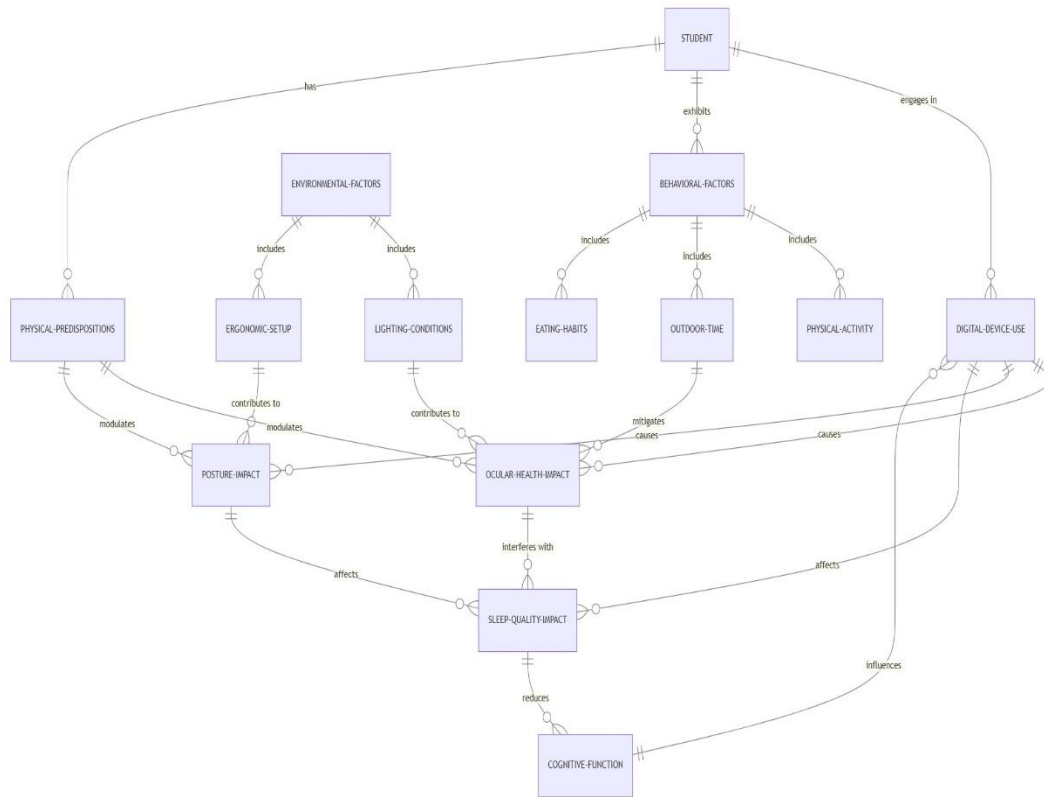 STUDENT
has
exhibits
engages in
ENVIRONMENTAL-FACTORS
BEHAVIORAL-FACTORS
includes
includes
includes
includes
includes
PHYSICAL-PREDISPOSITIONS
ERGONOMIC-SETUP
LIGHTING-CONDITIONS
EATING-HABITS
OUTDOOR-TIME
PHYSICAL-ACTIVITY
DIGITAL-DEVICE-USE
modulates
contributes to
modulates
contributes to
mitigates
causes
causes
POSTURE-IMPACT
OCULAR-HEALTH-IMPACT
affects
interferes with
affects
SLEEP-QUALITY-IMPACT
influences
reduces
COGNITIVE-FUNCTION